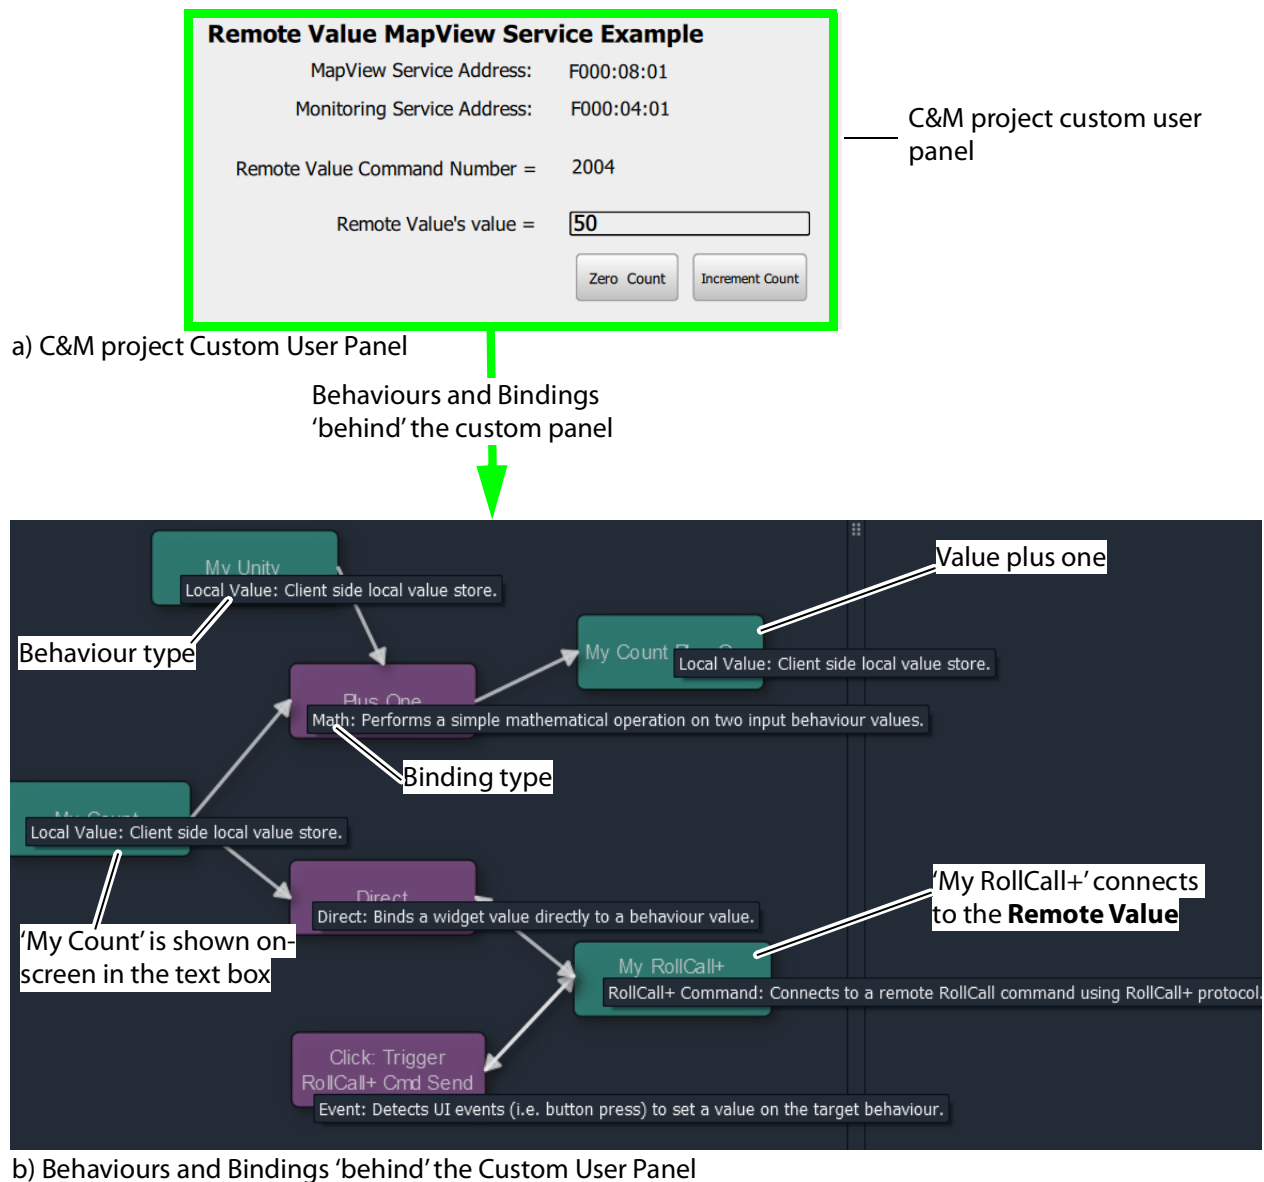 Remote Value MapView Service Example
MapView Service Address: F000:08:01
Monitoring Service Address: F000:04:01
Remote Value Command Number = 2004
Remote Value's value = 50
Zero Count Increment Count
C&M project custom user
panel
a) C&M project Custom User Panel
Behaviours and Bindings
‘behind’ the custom panel
My Unity
Local Value: Client side local value store.
Behaviour type
Value plus one
My Count
Local Value: Client side local value store.
Plus One
Math: Performs a simple mathematical operation on two input behaviour values.
Binding type
My Count
Local Value: Client side local value store.
‘My Count’ is shown on-
screen in the text box
Direct
Direct: Binds a widget value directly to a behaviour value.
‘My RollCall+’ connects
to the Remote Value
My RollCall+
RollCall+ Command: Connects to a remote RollCall command using RollCall+ protocol.
Click: Trigger
RollCall+ Cmd Send
Event: Detects UI events (i.e. button press) to set a value on the target behaviour.
b) Behaviours and Bindings ‘behind’ the Custom User Panel